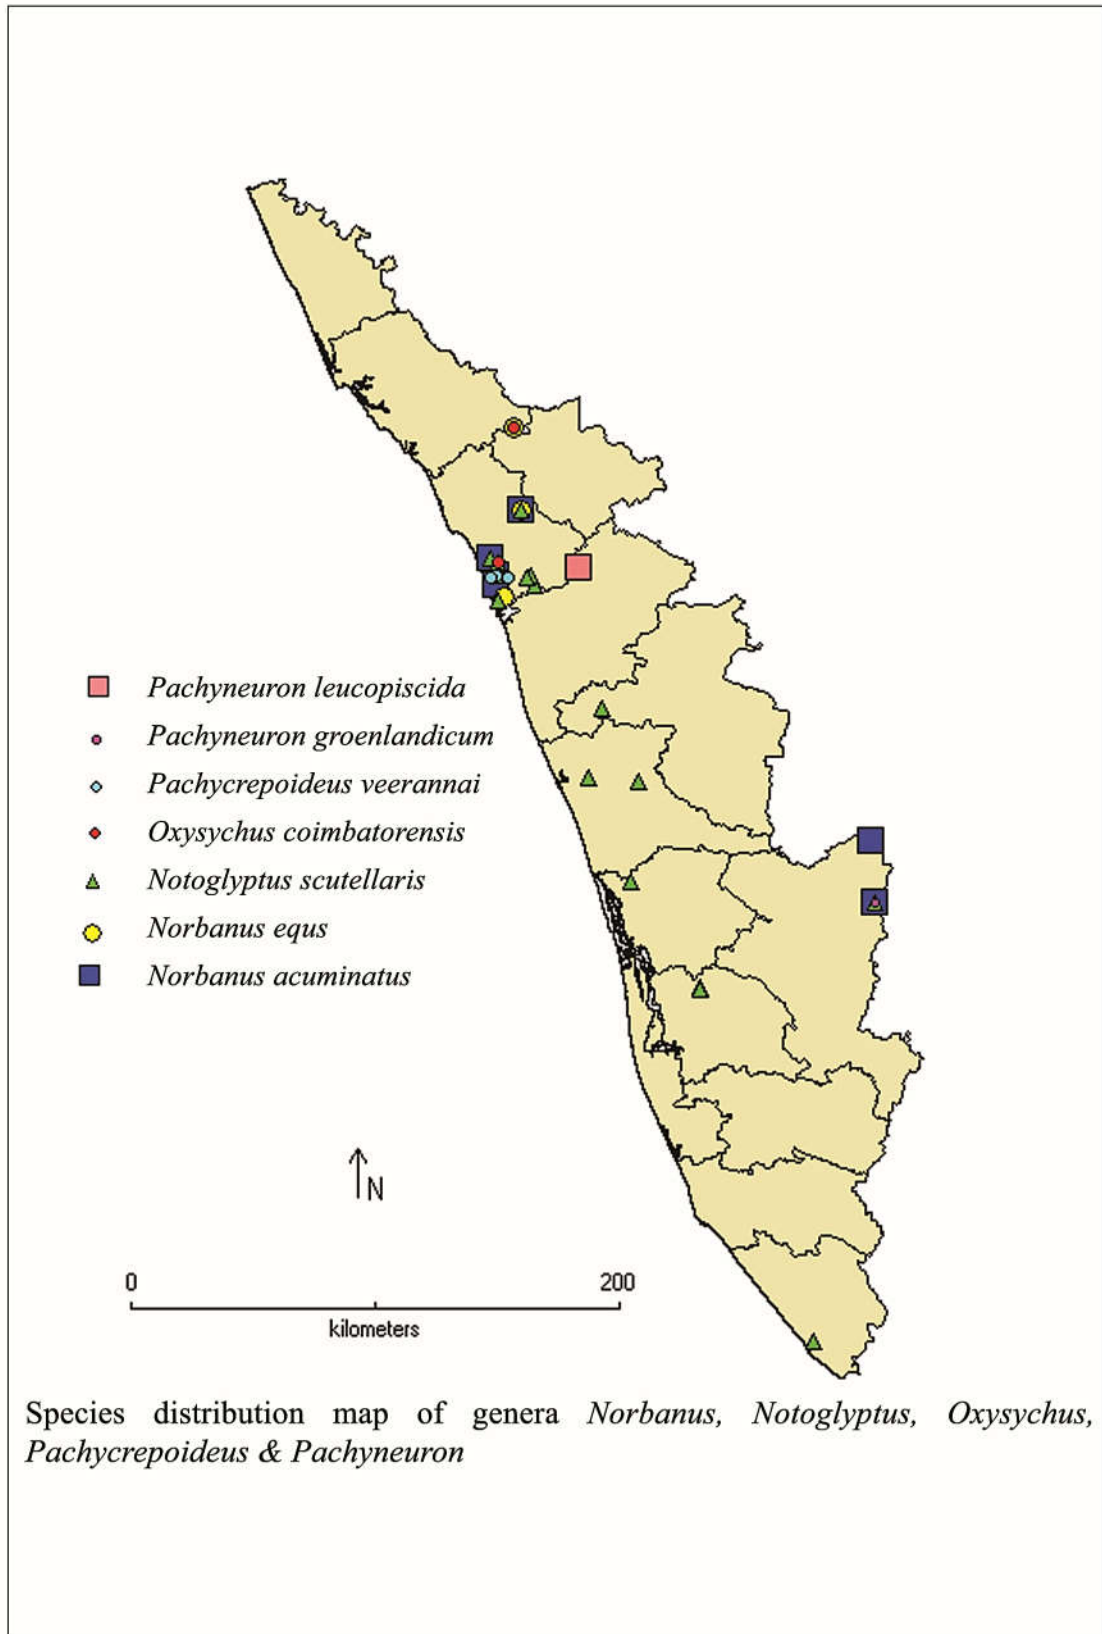 Pachyneuron leucopiscida
Pachyneuron groenlandicum
Pachycrepoideus veerannai
Oxysychus coimbatorensis
Notoglyptus scutellaris
Norbanus equs
Norbanus acuminatus
N
0 200
kilometers
Species distribution map of genera Norbanus, Notoglyptus, Oxysychus,
Pachycrepoideus & Pachyneuron